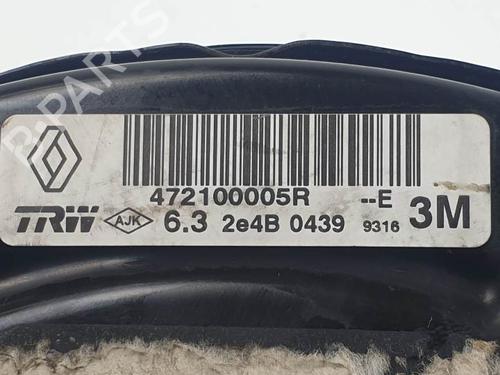 472100005R --E
TRW AJK 6.3 2e4B 0439 9316 3M
R-PARTS